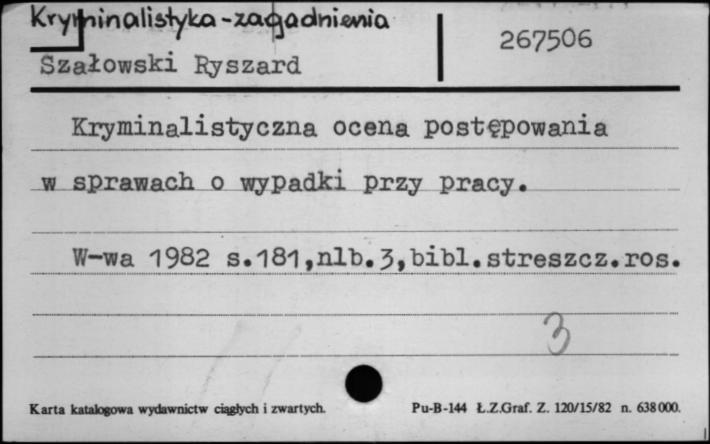 Kryminalistyka-zagadnienia
267506
Szałowski Ryszard
Kryminalistyczna ocena postępowania
w sprawach o wypadki przy pracy.
W-wa 1982 s.181,nlb.3,bibl.streszcz.ros.
3
Karta katalogowa wydawnictw ciągłych i zwartych.
Pu-B-144 Ł.Z.Graf. Z. 120/15/82 n. 638000.